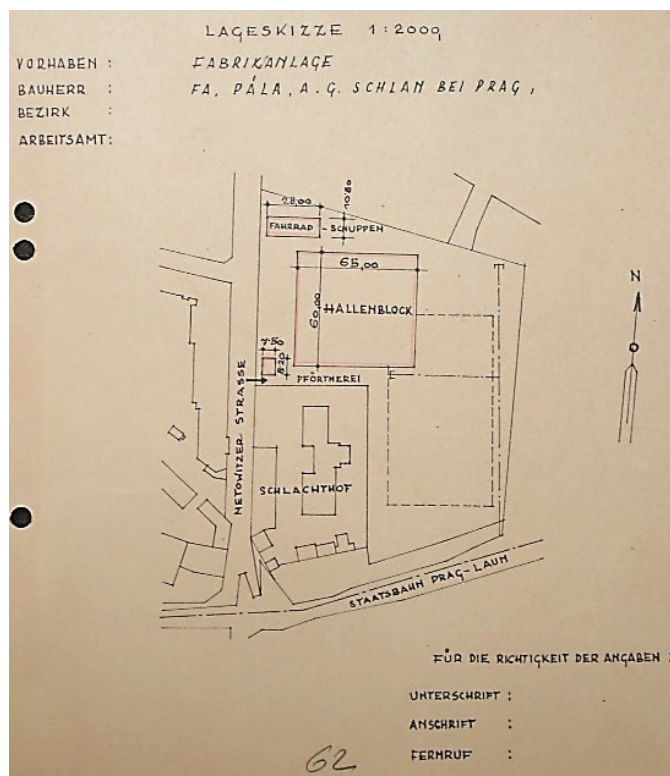 LAGESKIZZE 1:2000,
VORHABEN : FABRIKANLAGE
BAUHERR : FA. PÁLA, A.G. SCHLAN BEI PRAG,
BEZIRK :
ARBEITSAMT:
28,00
10.80
FAHRRAD - SCHUPPEN
65,00
N
60,00
HALLENBLOCK
7.50
8.20
PFÖRTNEREI
NETOWITZER STRASSE
SCHLACHTHOF
STAATSBAHN PRAG-LAUN
FÜR DIE RICHTIGKEIT DER ANGABEN :
UNTERSCHRIFT :
ANSCHRIFT :
FERNRUF :
62